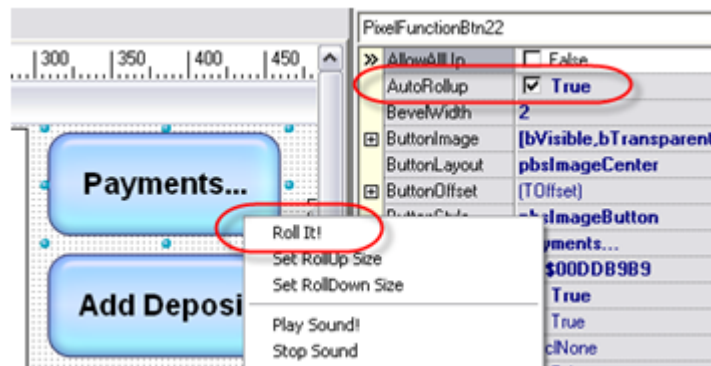 PixelFunctionBtn22
300 350 400 450
AllowAllUp False
AutoRollup True
BevelWidth 2
ButtonImage [bVisible,bTransparent
ButtonLayout pbsImageCenter
ButtonOffset (TOffset)
ButtonStyle pbsImageButton
Payments...
Roll It!
yments...
Set RollUp Size
$00DDB9B9
Set RollDown Size
Add Deposi
True
Play Sound!
True
Stop Sound
clNone